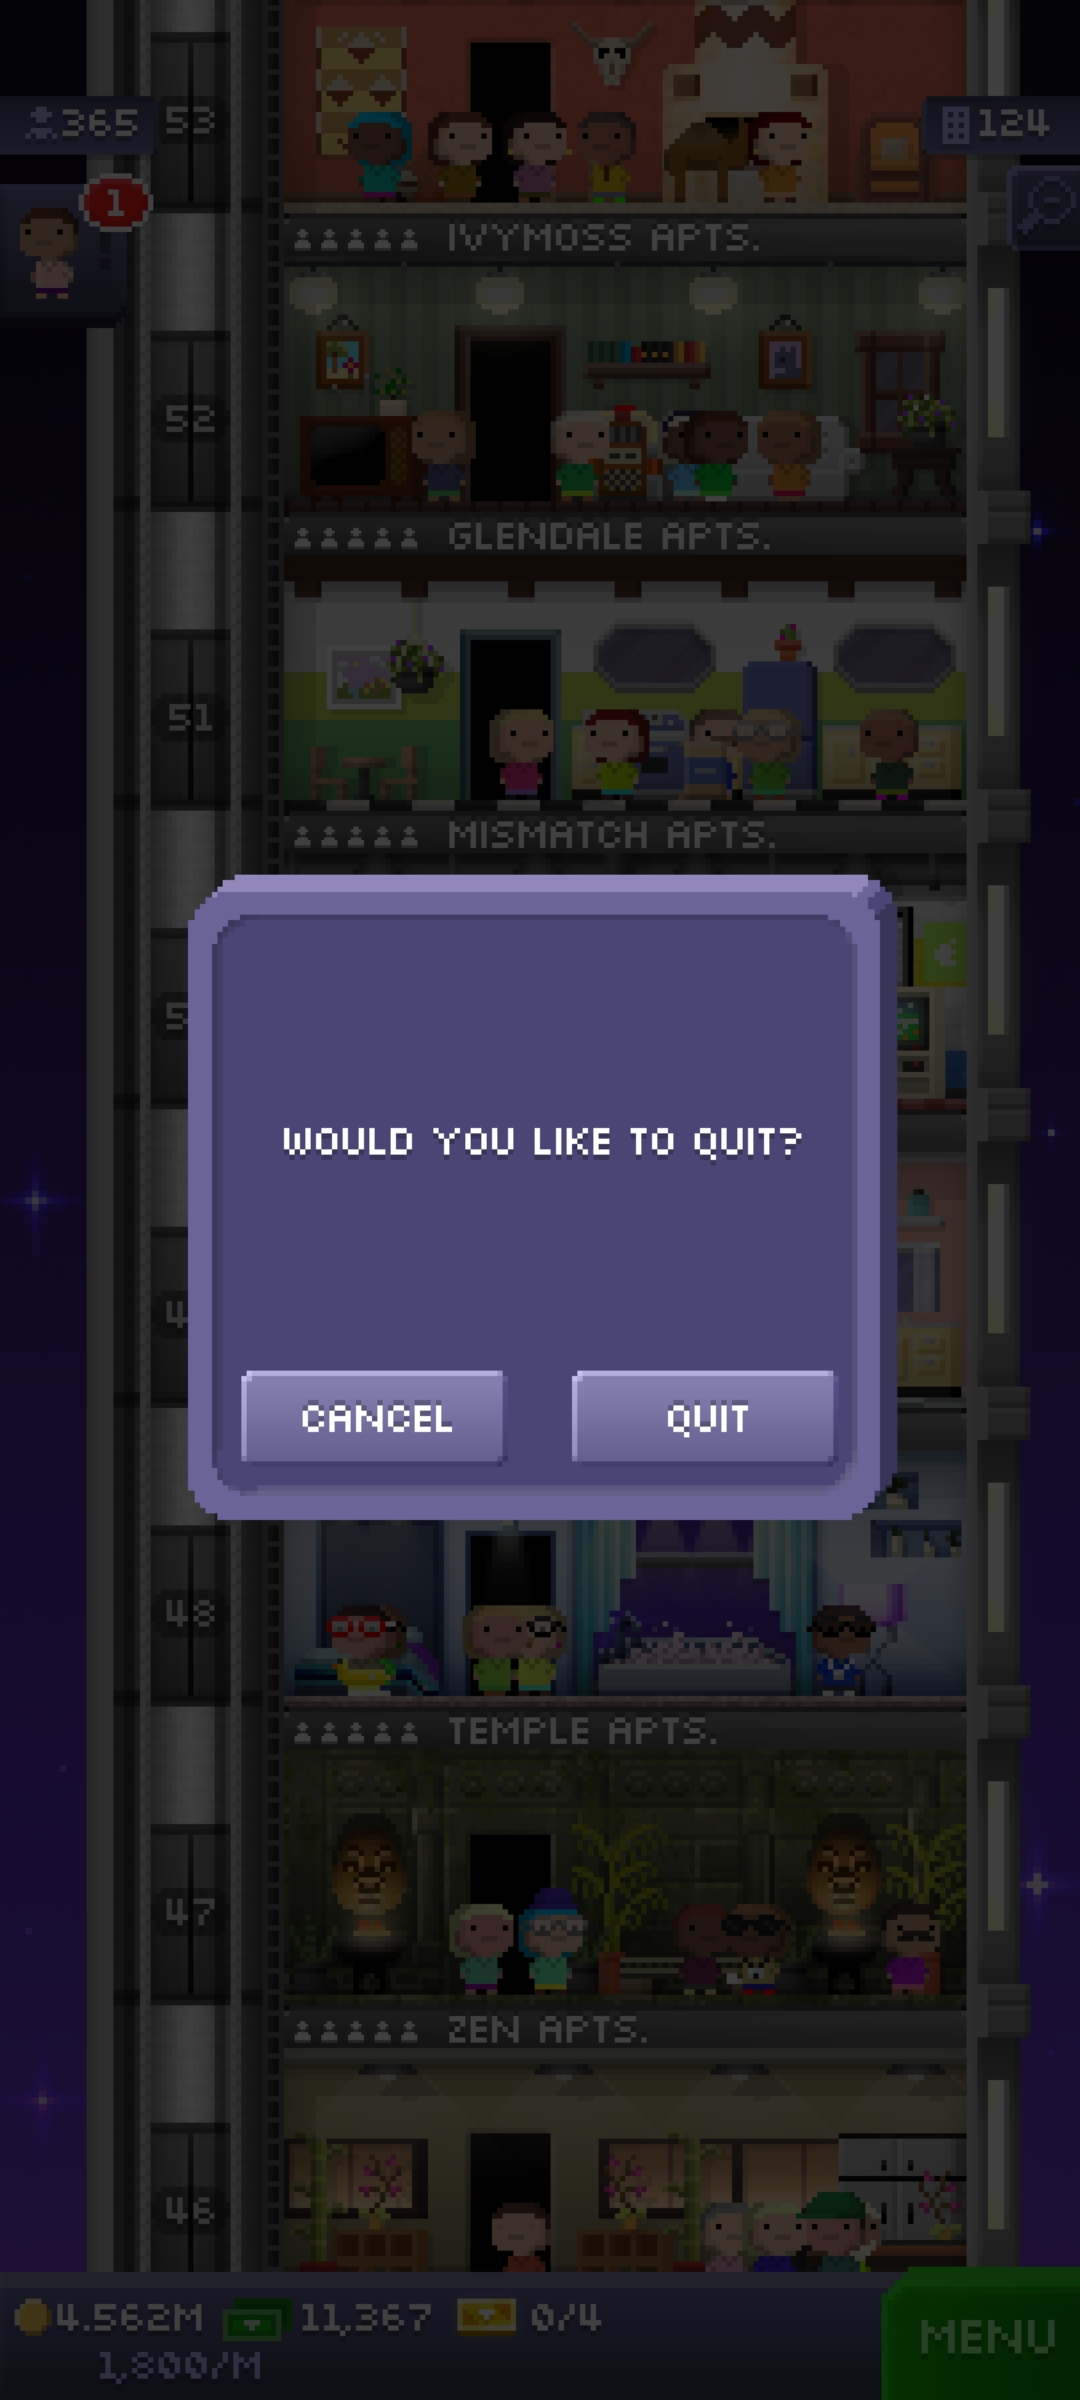 365
53
124
1
IVYMOSS APTS.
52
GLENDALE APTS.
51
MISMATCH APTS.
5
WOULD YOU LIKE TO QUIT?
4
CANCEL
QUIT
48
TEMPLE APTS.
47
ZEN APTS.
46
4.562M
11,367
0/4
1,800/M
MENU